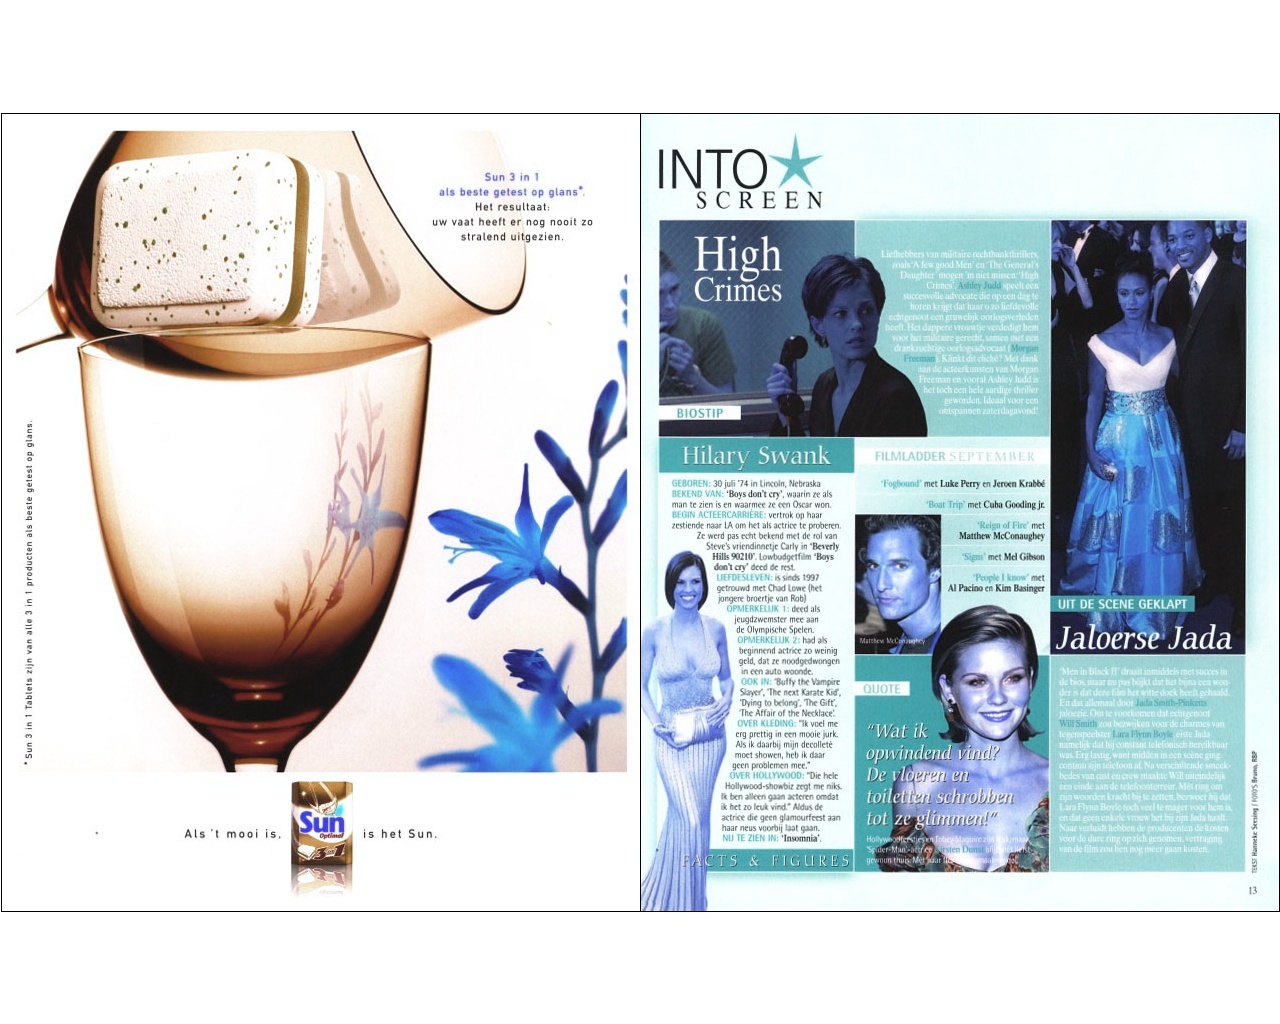 Sun 3 in 1
als beste getest op glans*.
Het resultaat:
uw vaat heeft er nog nooit zo
stralend uitgezien.
* Sun 3 in 1 Tablets zijn van alle 3 in 1 producten als beste getest op glans.
Als 't mooi is,
Sun
Optimal
3 in 1
is het Sun.
INTO
SCREEN
High
Crimes
BIOSTIP
Liefhebbers van militaire rechtbankthrillers,
zoals 'A few good Men' en 'The General's
Daughter' mogen 'm niet missen: 'High
Crimes'. Ashley Judd speelt een
succesvolle advocate die op een dag te
horen krijgt dat haar o zo liefdevolle
echtgenoot een gruwelijk oorlogsverleden
heeft. Het dappere vrouwtje verdedigt hem
voor het militaire gerecht, samen met een
drankzuchtige oorlogsadvocaat (Morgan
Freeman). Klinkt dit cliché? Met dank
aan de acteerkunsten van Morgan
Freeman en vooral Ashley Judd is
het toch een hele aardige thriller
geworden. Ideaal voor een
ontspannen zaterdagavond!
Hilary Swank
GEBOREN: 30 juli '74 in Lincoln, Nebraska
BEKEND VAN: 'Boys don't cry', waarin ze als
man te zien is en waarmee ze een Oscar won.
BEGIN ACTEERCARRIÈRE: vertrok op haar
zestiende naar LA om het als actrice te proberen.
Ze werd pas echt bekend met de rol van
Steve's vriendinnetje Carly in 'Beverly
Hills 90210'. Lowbudgetfilm 'Boys
don't cry' deed de rest.
LIEFDESLEVEN: is sinds 1997
getrouwd met Chad Lowe (het
jongere broertje van Rob)
OPMERKELIJK 1: deed als
jeugdzwemster mee aan
de Olympische Spelen.
OPMERKELIJK 2: had als
beginnend actrice zo weinig
geld, dat ze noodgedwongen
in een auto woonde.
OOK IN: 'Buffy the Vampire
Slayer', 'The next Karate Kid',
'Dying to belong', 'The Gift',
'The Affair of the Necklace'.
OVER KLEDING: "Ik voel me
erg prettig in een mooie jurk.
Als ik daarbij mijn decolleté
moet showen, heb ik daar
geen problemen mee."
OVER HOLLYWOOD: "Die hele
Hollywood-showbiz zegt me niks.
Ik ben alleen gaan acteren omdat
ik het zo leuk vind." Aldus de
actrice die geen glamourfeest aan
haar neus voorbij laat gaan.
NU TE ZIEN IN: 'Insomnia'.
FACTS & FIGURES
FILMLADDER SEPTEMBER
'Fogbound' met Luke Perry en Jeroen Krabbé
'Boat Trip' met Cuba Gooding jr.
'Reign of Fire' met
Matthew McConaughey
'Signs' met Mel Gibson
'People I know' met
Al Pacino en Kim Basinger
Matthew McConaughey
QUOTE
"Wat ik
opwindend vind?
De vloeren en
toiletten schrobben
tot ze glimmen!"
UIT DE SCENE GEKLAPT
Jaloerse Jada
'Men in Black II' draait inmiddels met succes in
de bios, maar nu pas blijkt dat het bijna een won-
der is dat deze film het witte doek heeft gehaald.
En dat allemaal door Jada Smith-Pinketts
jaloezie. Om te voorkomen dat echtgenoot
Will Smith zou bezwijken voor de charmes van
tegenspeelster Lara Flynn Boyle, eiste Jada
namelijk dat hij constant telefonisch bereikbaar
was. Erg lastig, want midden in een scène ging
continu zijn telefoon af. Na verschillende smeek-
bedes van cast en crew maakte Will uiteindelijk
een einde aan de telefoonterreur. Met ring om
zijn woorden kracht bij te zetten, bezwoer hij dat
Lara Flynn Boyle toch veel te mager voor hem is,
en dat geen enkele vrouw het bij zijn Jada haalt.
Naar verluidt hebben de producenten de kosten
voor de dure ring op zich genomen, vertraging
van de film zou hen nog meer gaan kosten.
TEKST Hanneke Seesing / FOTO'S Bruno, RBP
13